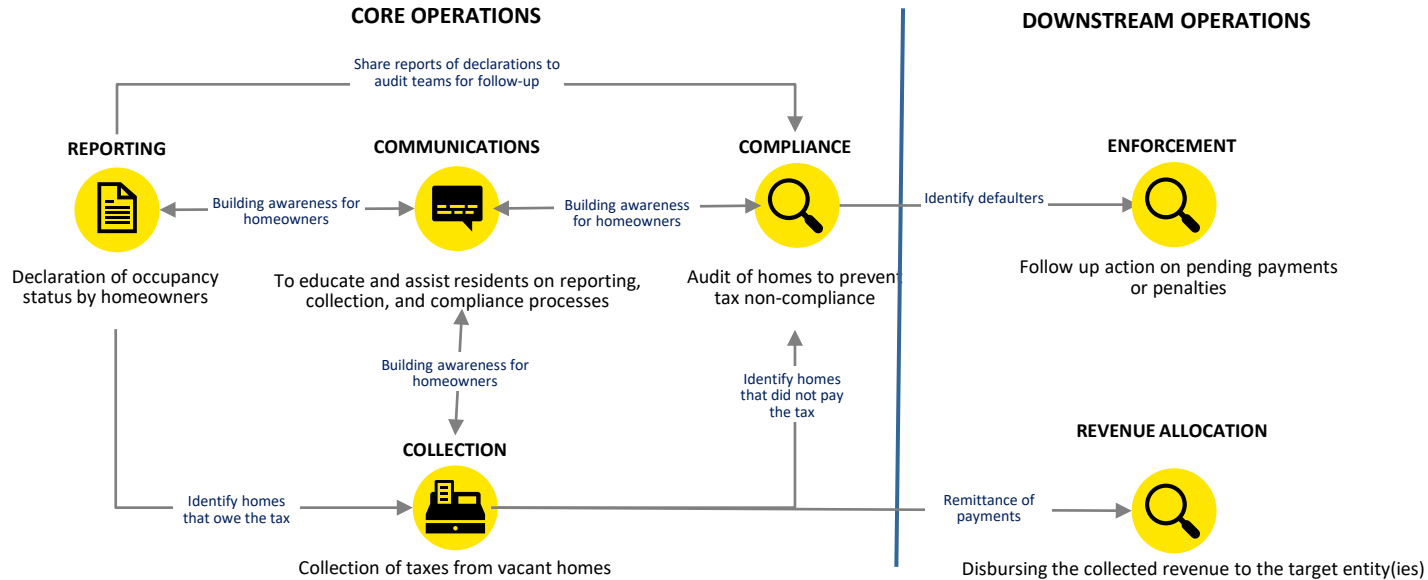 CORE OPERATIONS
DOWNSTREAM OPERATIONS
Share reports of declarations to
audit teams for follow-up
REPORTING
COMMUNICATIONS
COMPLIANCE
ENFORCEMENT
Building awareness for
homeowners
Building awareness
for homeowners
Identify defaulters
Declaration of occupancy
status by homeowners
To educate and assist residents on reporting,
collection, and compliance processes
Audit of homes to prevent
tax non-compliance
Follow up action on pending payments
or penalties
Building awareness for
homeowners
Identify homes
that did not pay
the tax
COLLECTION
REVENUE ALLOCATION
Identify homes
that owe the tax
Remittance of
payments
Collection of taxes from vacant homes
Disbursing the collected revenue to the target entity(ies)